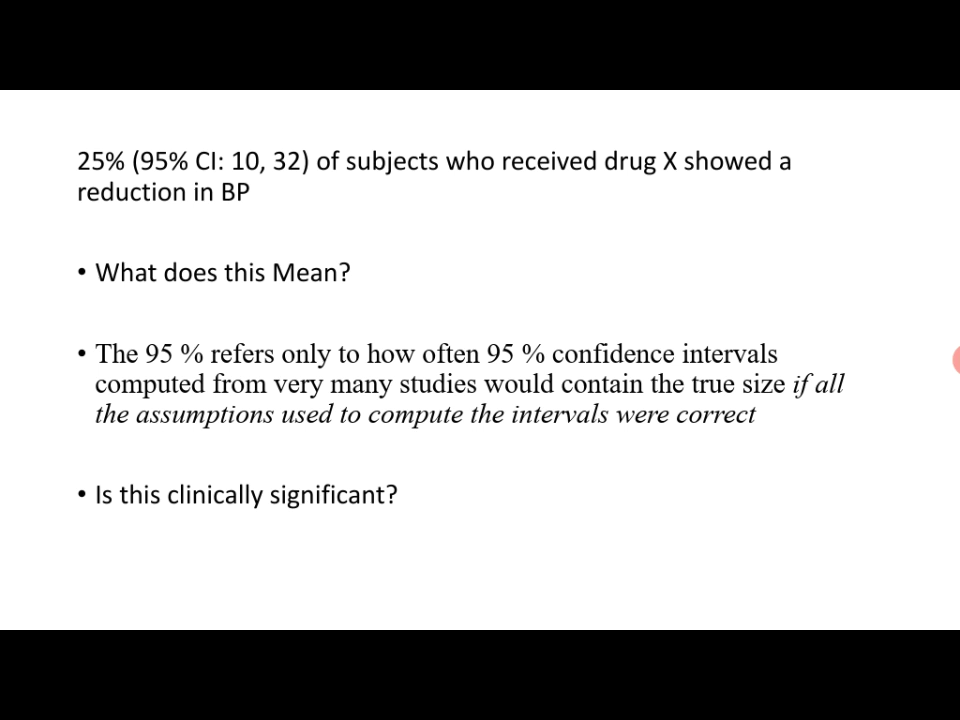 25% (95% CI: 10, 32) of subjects who received drug X showed a
reduction in BP
• What does this Mean?
• The 95 % refers only to how often 95 % confidence intervals
computed from very many studies would contain the true size if all
the assumptions used to compute the intervals were correct
• Is this clinically significant?